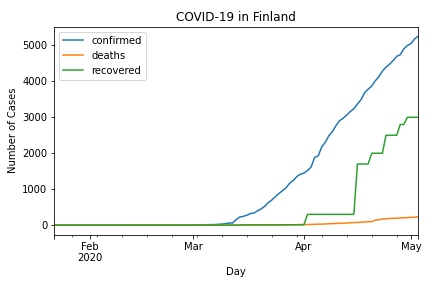 COVID-19 in Finland
confirmed
deaths
recovered
Number of Cases
5000
4000
3000
2000
1000
0
Feb
2020
Mar
Apr
May
Day